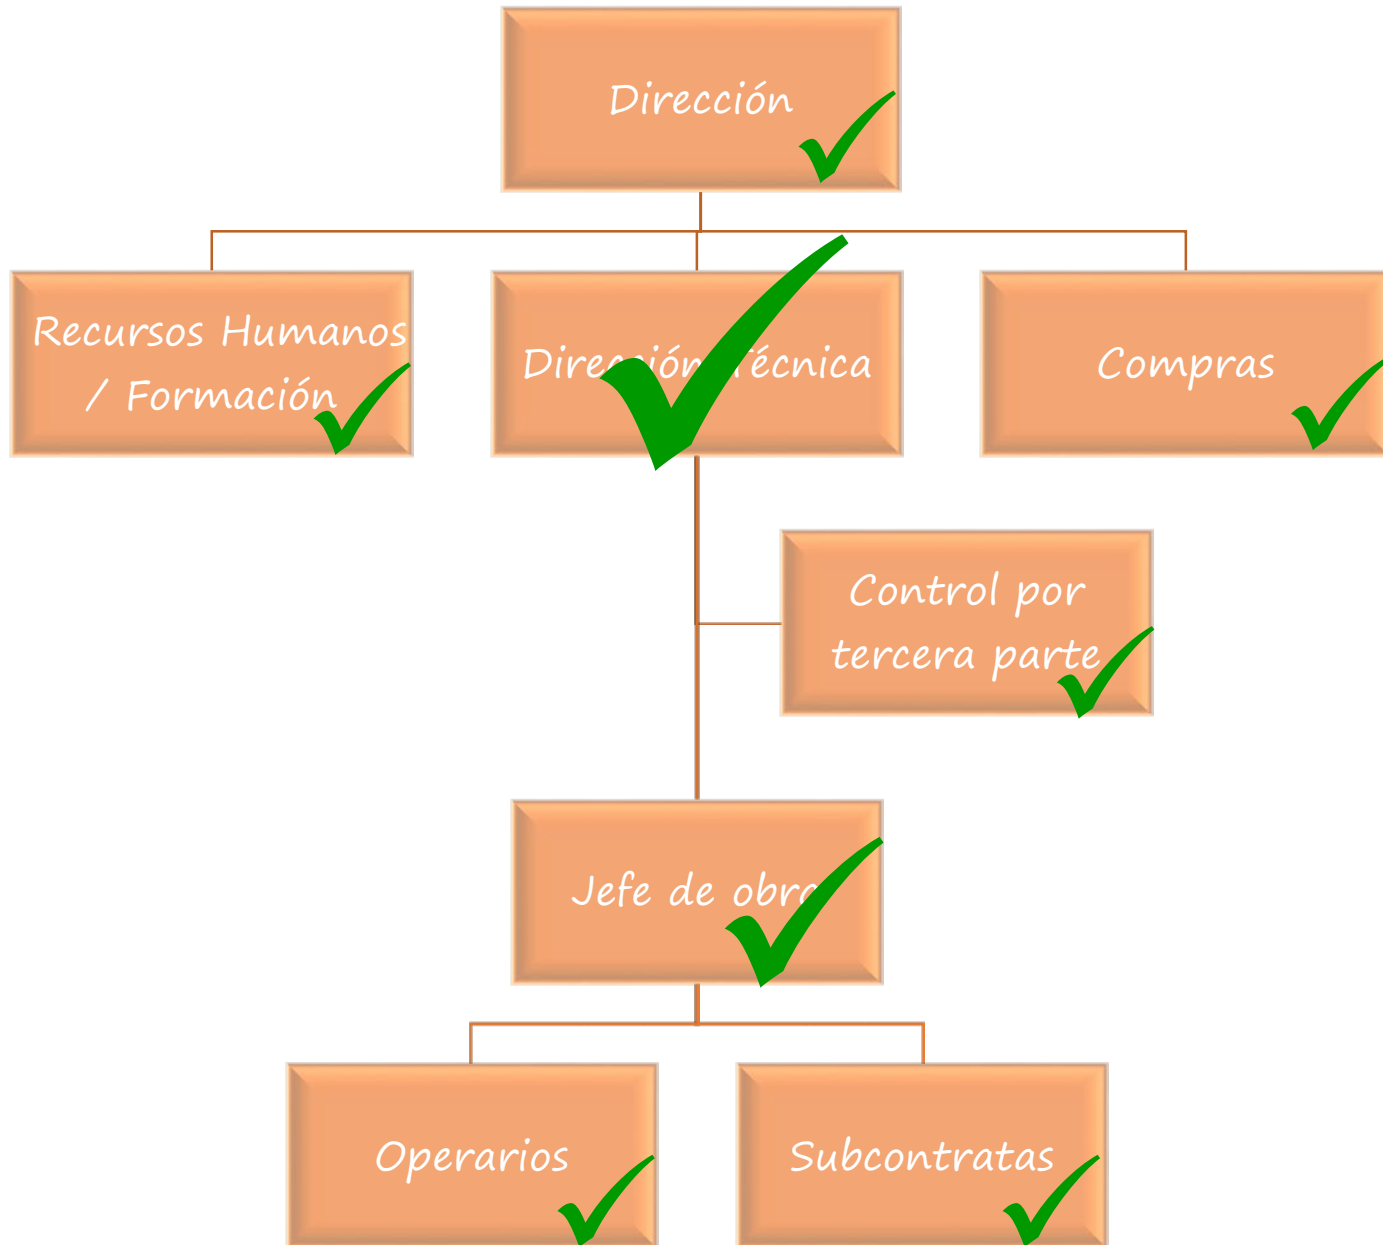 Dirección
Recursos Humanos
/ Formación
Dirección Técnica
Compras
Control por
tercera parte
Jefe de obra
Operarios
Subcontratas